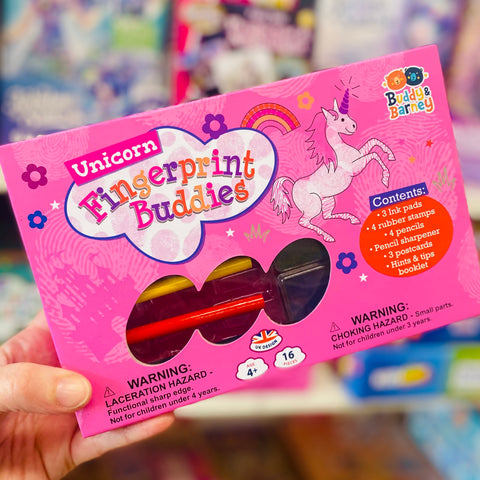 Buddy&
Barney
Unicorn
Fingerprint
Buddies
Contents:
• 3 Ink pads
• 4 rubber stamps
• 4 pencils
• Pencil sharpener
• 3 postcards
• Hints & tips
booklet
UK DESIGN
AGE
4+
16
PIECES
WARNING:
CHOKING HAZARD - Small parts.
Not for children under 3 years.
WARNING:
LACERATION HAZARD -
Functional sharp edge.
Not for children under 4 years.